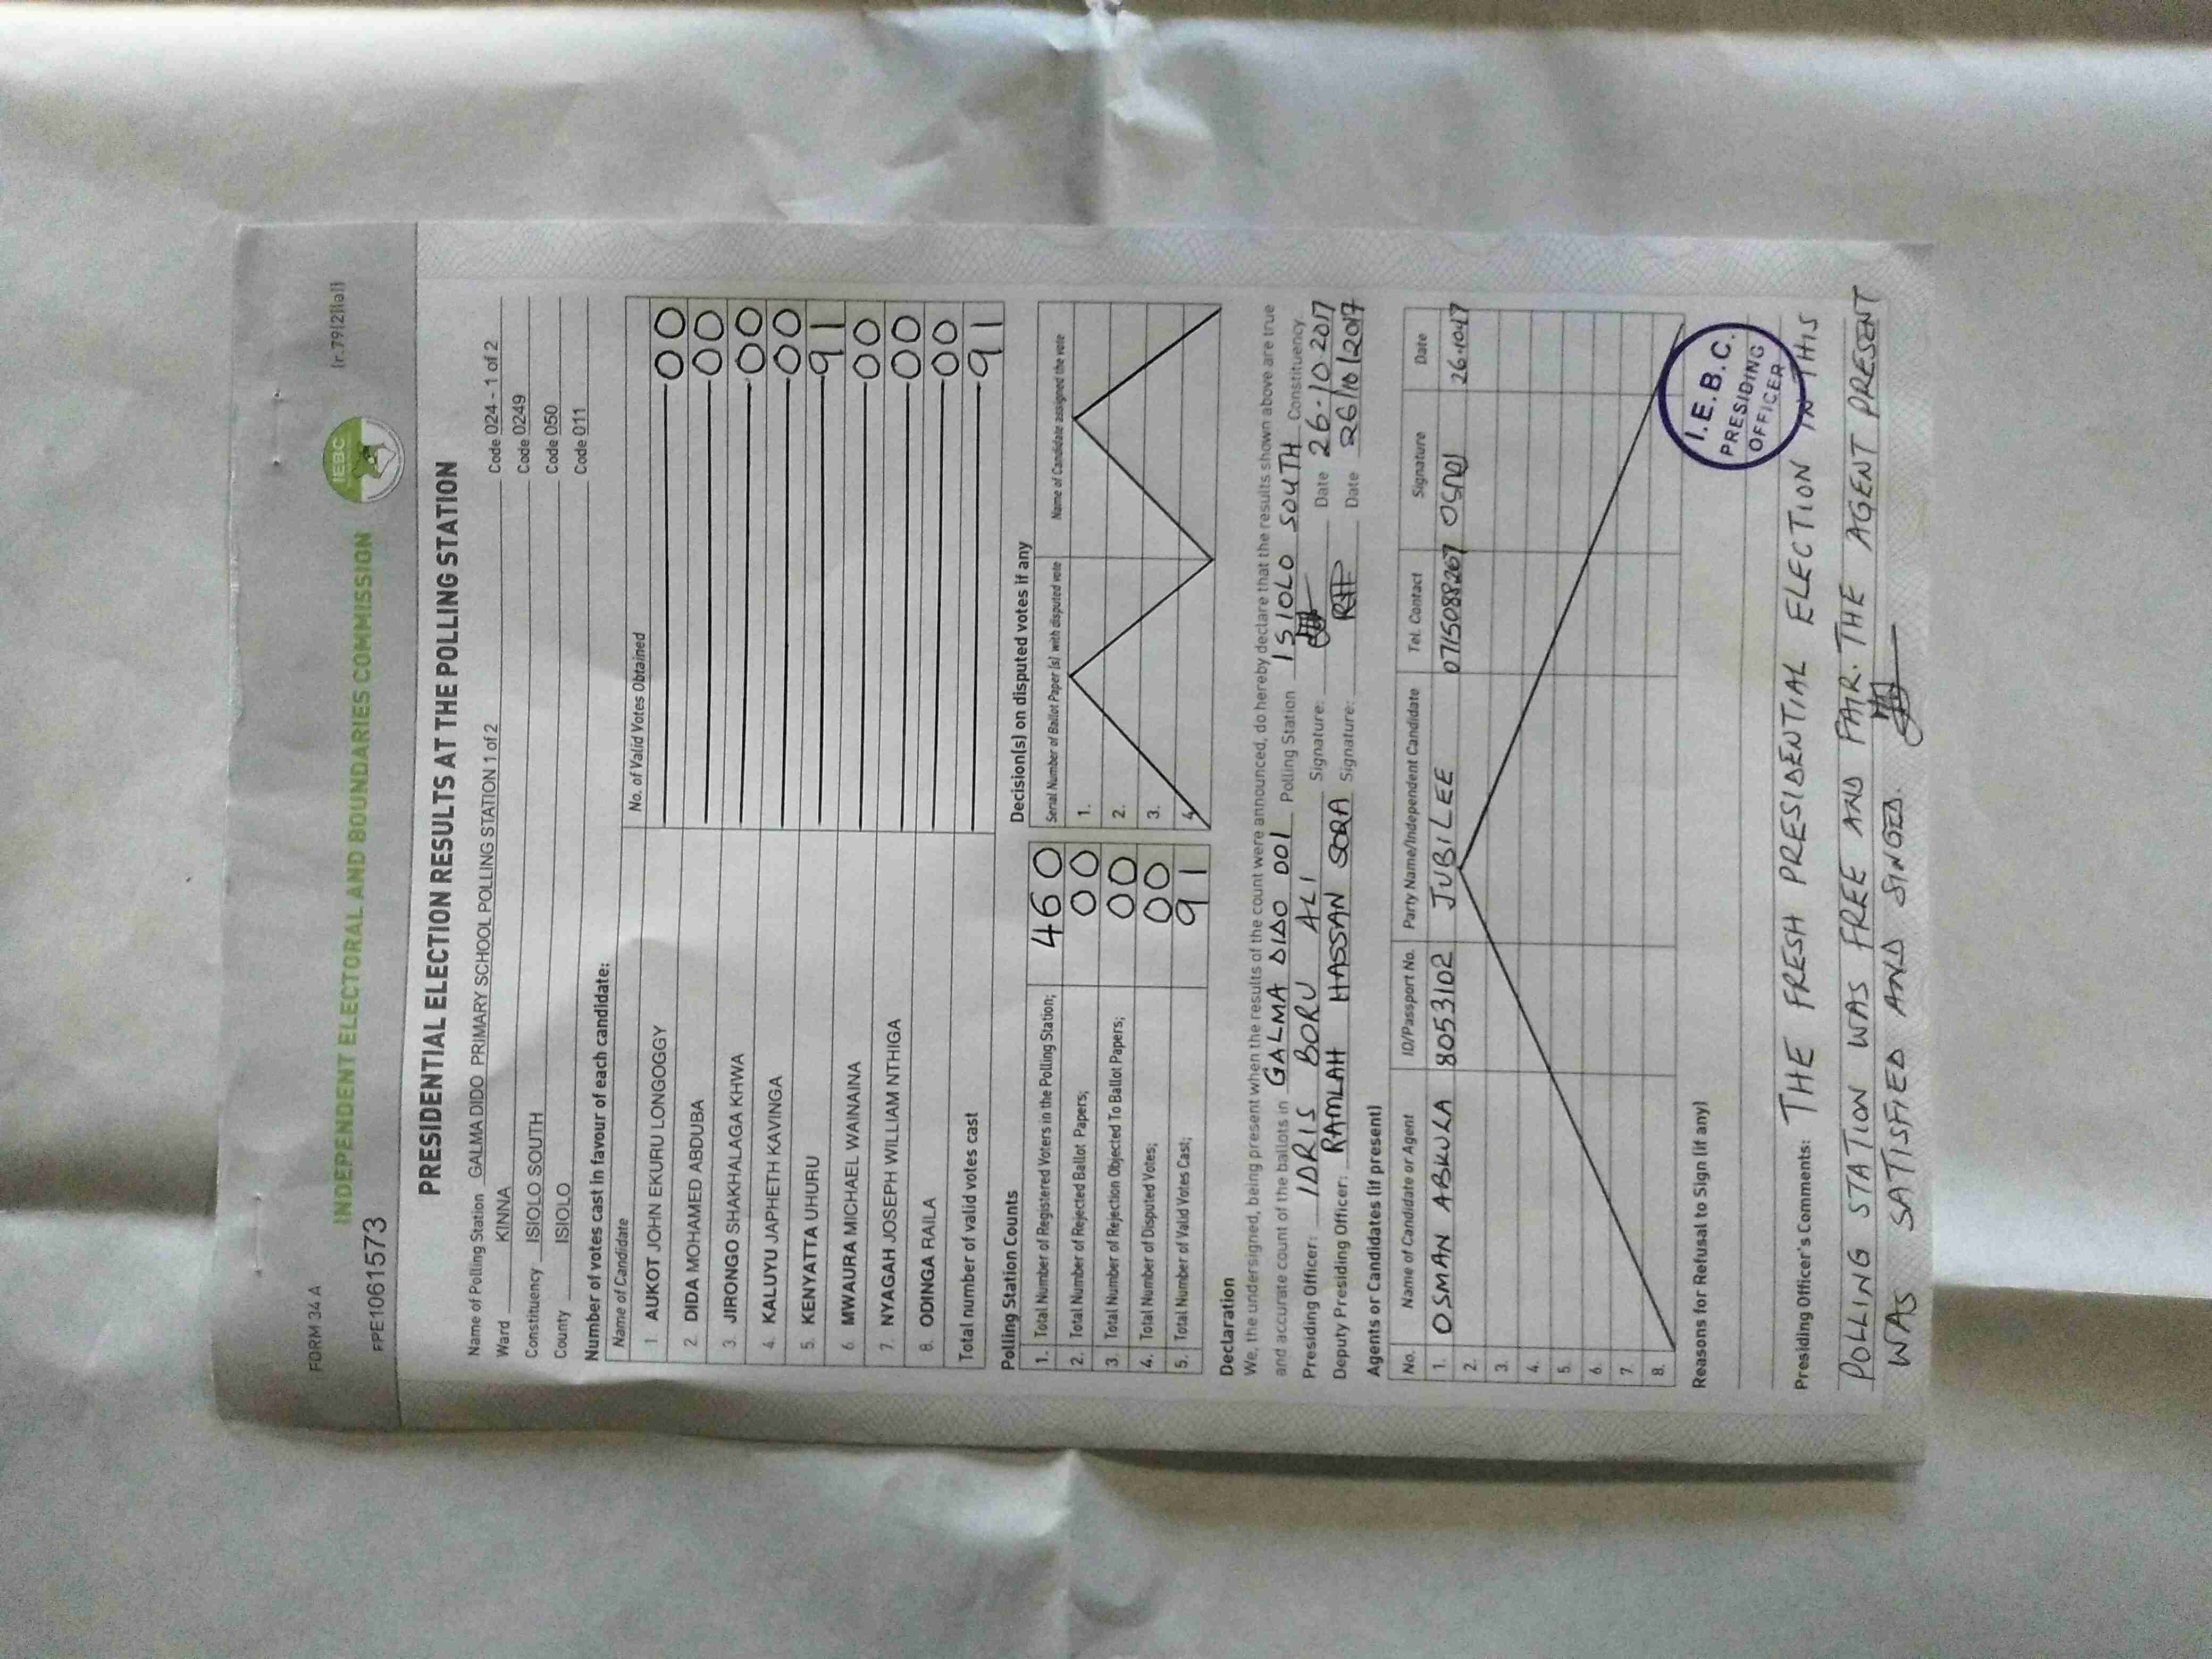 FORM 34 A
(r.79(2)(a))
IEBC
INDEPENDENT ELECTORAL AND BOUNDARIES COMMISSION
FPE1061573
PRESIDENTIAL ELECTION RESULTS AT THE POLLING STATION
Name of Polling Station GALMA DIDO PRIMARY SCHOOL POLLING STATION 1 of 2 Code 024 - 1 of 2
Ward KINNA Code 0249
Constituency ISIOLO SOUTH Code 050
County ISIOLO Code 011
Number of votes cast in favour of each candidate:
Name of Candidate No. of Valid Votes Obtained
1 AUKOT JOHN EKURU LONGOGGY 00
2 DIDA MOHAMED ABDUBA 00
3. JIRONGO SHAKHALAGA KHWA 00
4. KALUYU JAPHETH KAVINGA 00
5. KENYATTA UHURU 91
6. MWAURA MICHAEL WAINAINA 00
7. NYAGAH JOSEPH WILLIAM NTHIGA 00
8. ODINGA RAILA 00
Total number of valid votes cast 91
Polling Station Counts
1. Total Number of Registered Voters in the Polling Station; 460
2. Total Number of Rejected Ballot Papers; 00
3. Total Number of Rejection Objected To Ballot Papers; 00
4. Total Number of Disputed Votes; 00
5. Total Number of Valid Votes Cast; 91
Decision(s) on disputed votes if any
Serial Number of Ballot Paper (s) with disputed vote Name of Candidate assigned the vote
1.
2.
3.
4.
Declaration
We, the undersigned, being present when the results of the count were announced, do hereby declare that the results shown above are true
and accurate count of the ballots in GALMA DIDO 001 Polling Station ISIOLO SOUTH Constituency.
Presiding Officer: IDRIS BORU ALI Signature: Date 26-10-2017
Deputy Presiding Officer: RAMLAH HASSAN SORA Signature: RHF Date 26/10/2017
Agents or Candidates (if present)
No. Name of Candidate or Agent ID/Passport No. Party Name/Independent Candidate Tel. Contact Signature Date
1. OSMAN ABKULA 8053102 JUBILEE 0715088267 26.10.17
2.
3.
4.
5.
6.
7.
8.
Reasons for Refusal to Sign (if any)
I.E.B.C.
PRESIDING
OFFICER
Presiding Officer's Comments: THE FRESH PRESIDENTIAL ELECTION IN THIS
POLLING STATION WAS FREE AND FAIR. THE AGENT PRESENT
WAS SATISFIED AND SINGED.